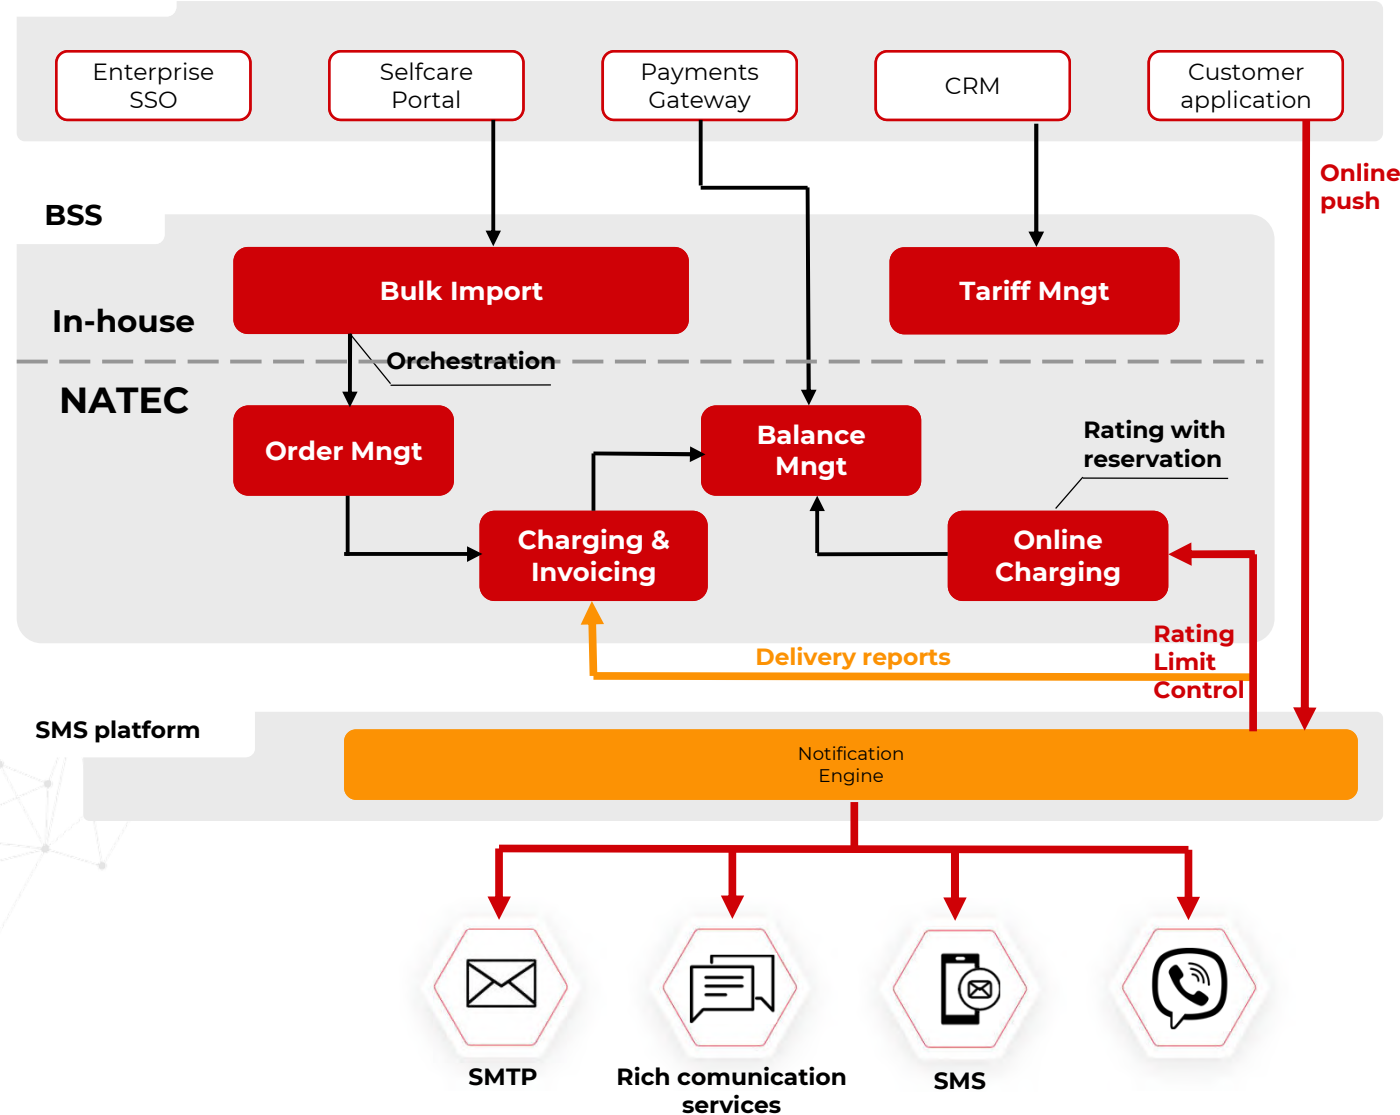 Enterprise
SSO
Selfcare
Portal
Payments
Gateway
CRM
Customer
application
Online
push
BSS
Bulk Import
Tariff Mngt
In-house
Orchestration
NATEC
Order Mngt
Balance
Mngt
Rating with
reservation
Charging &
Invoicing
Online
Charging
Delivery reports
Rating
Limit
Control
SMS platform
Notification
Engine
SMTP
Rich comunication
services
SMS